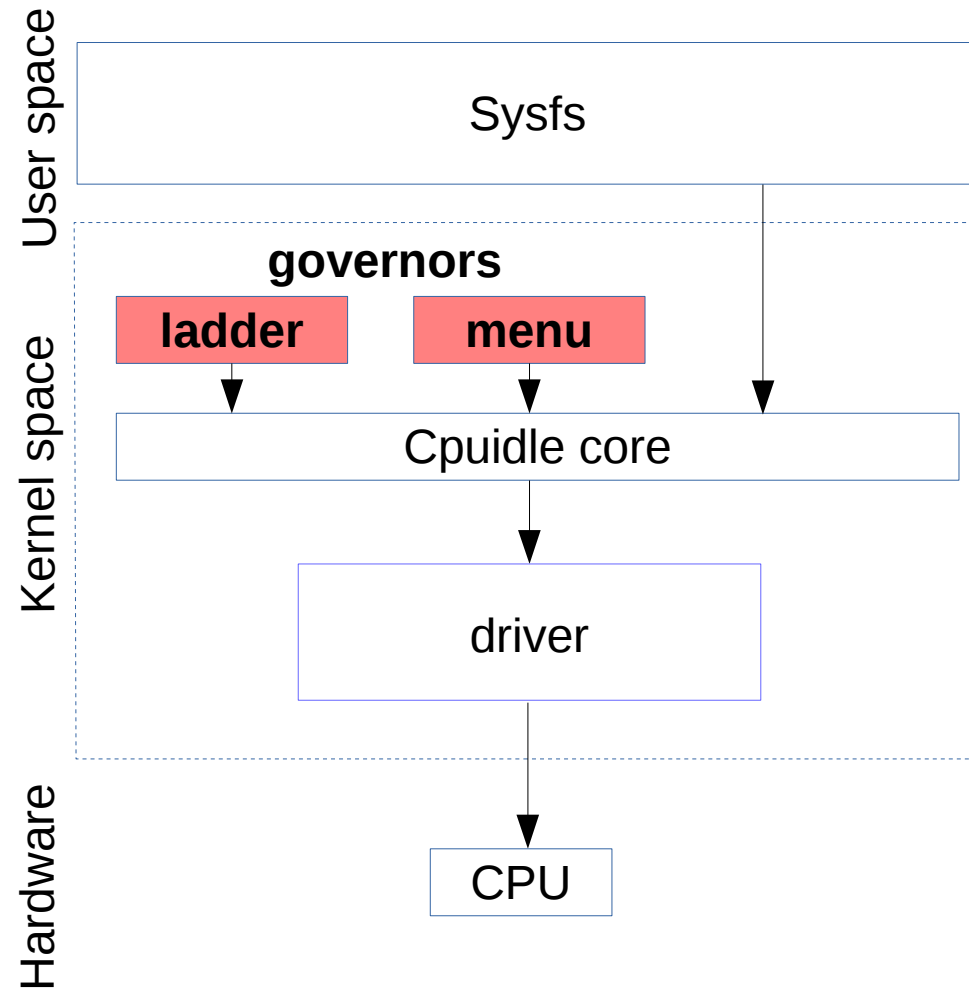 User space
Sysfs
Kernel space
governors
ladder
menu
Cpuidle core
driver
Hardware
CPU